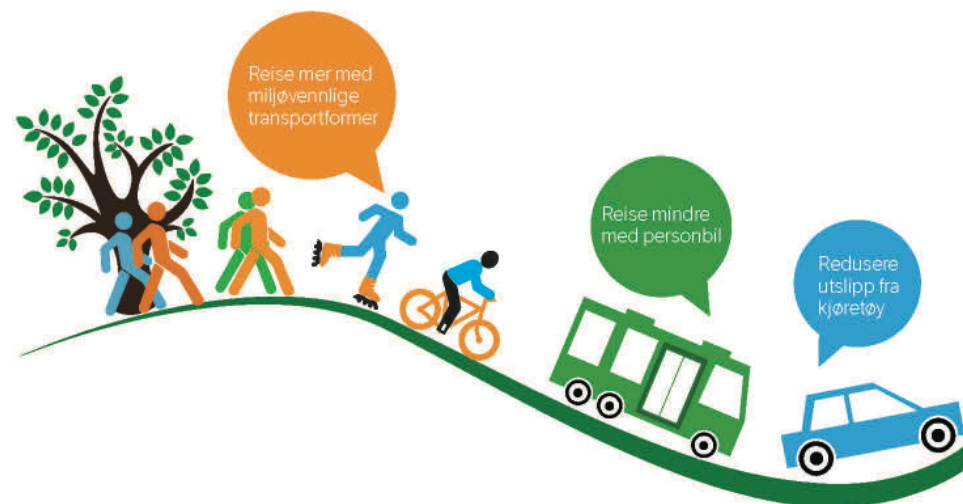 Reise mer med
miljøvennlige
transportformer
Reise mindre
med personbil
Redusere
utslipp fra
kjøretøy